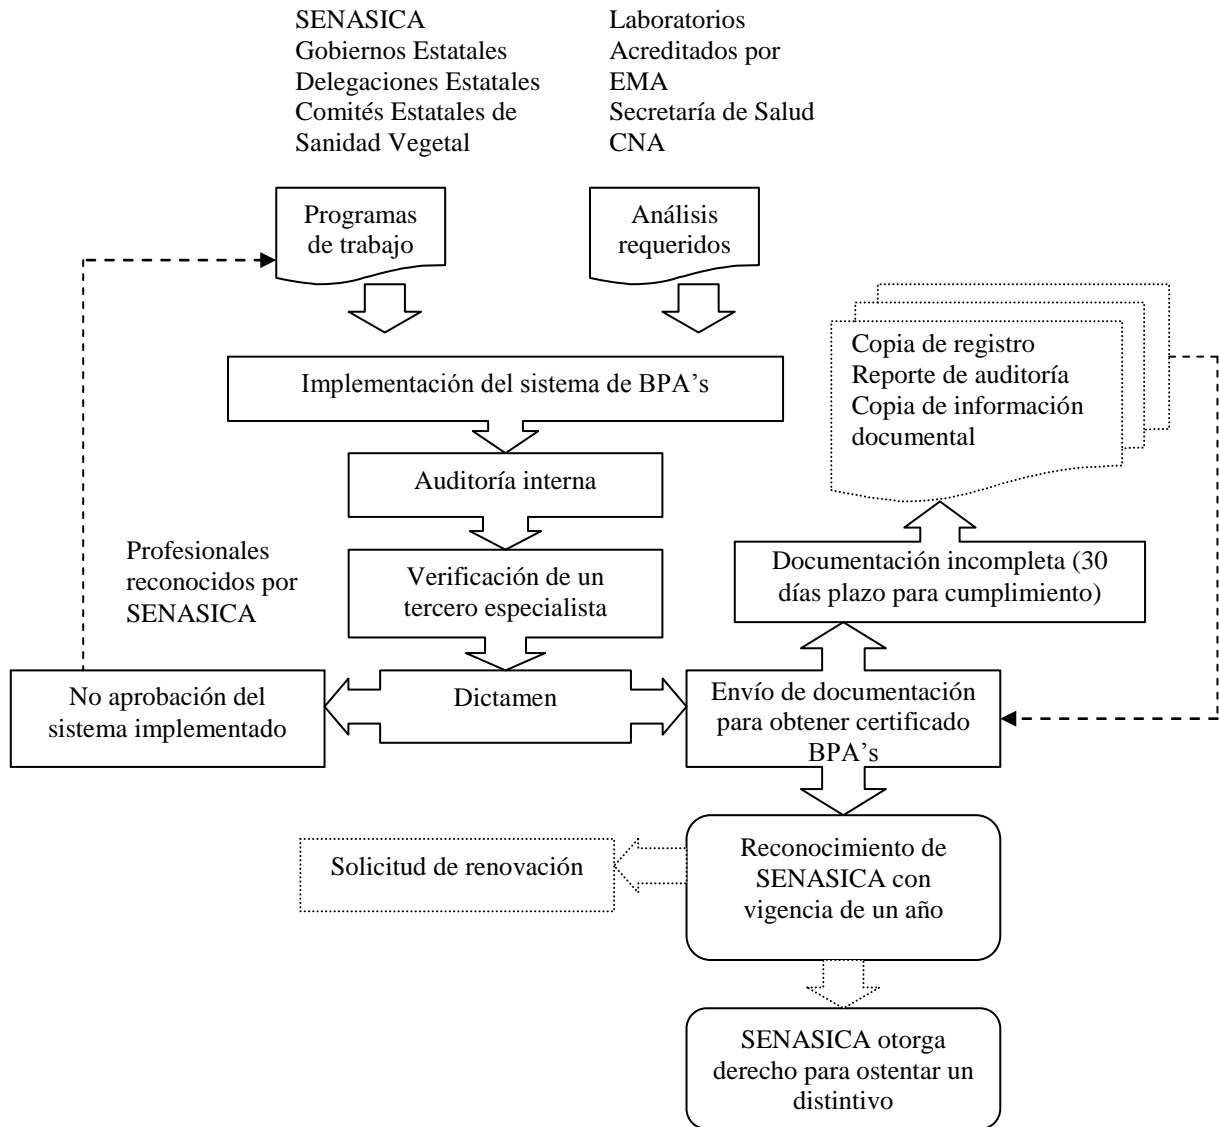 SENASICA
Gobiernos Estatales
Delegaciones Estatales
Comités Estatales de
Sanidad Vegetal
Laboratorios
Acreditados por
EMA
Secretaría de Salud
CNA
Programas
de trabajo
Análisis
requeridos
Copia de registro
Reporte de auditoría
Copia de información
documental
Implementación del sistema de BPA’s
Auditoría interna
Profesionales
reconocidos por
SENASICA
Verificación de un
tercero especialista
Documentación incompleta (30
días plazo para cumplimiento)
No aprobación del
sistema implementado
Dictamen
Envío de documentación
para obtener certificado
BPA’s
Solicitud de renovación
Reconocimiento de
SENASICA con
vigencia de un año
SENASICA otorga
derecho para ostentar un
distintivo